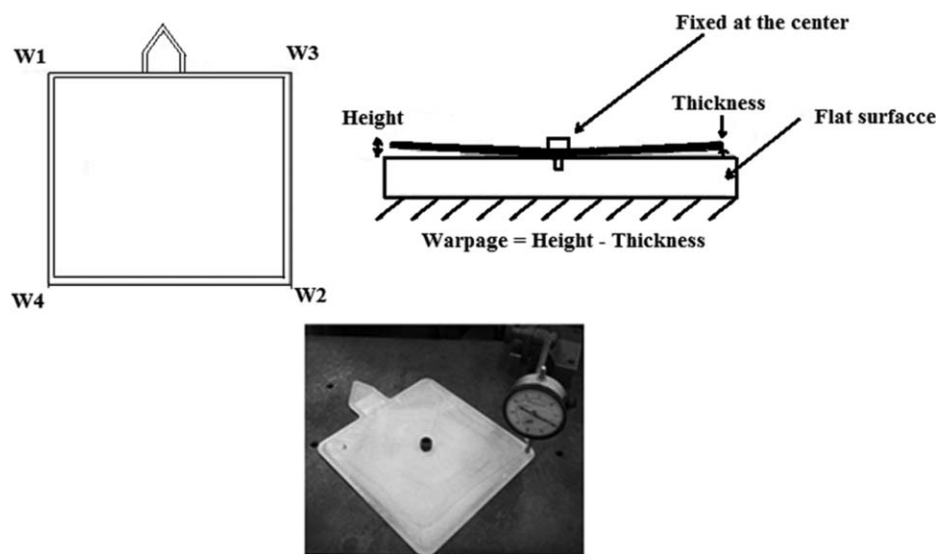 W1
W3
W4
W2
Fixed at the center
Thickness
Height
Flat surfacce
Warpage = Height - Thickness